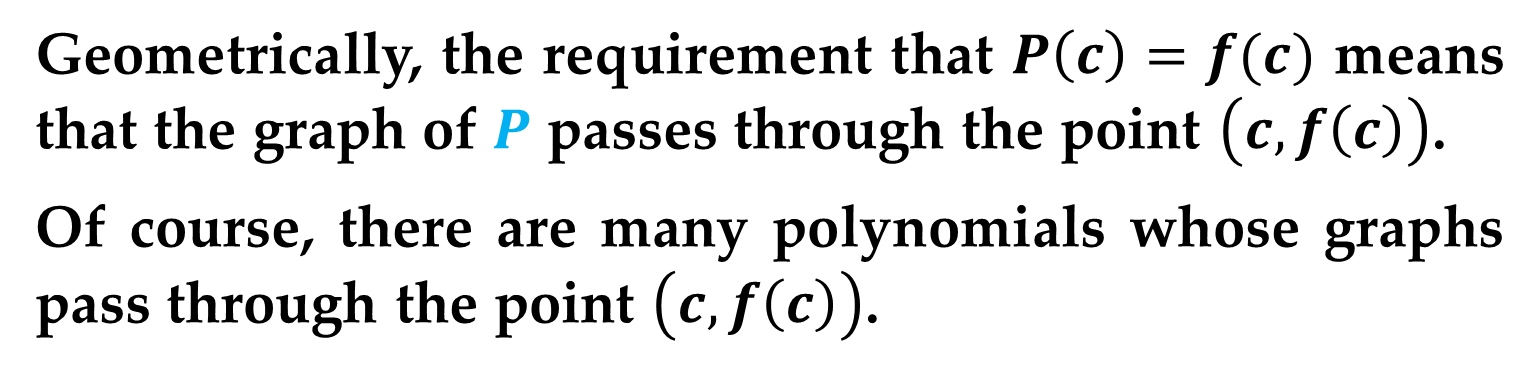 Geometrically, the requirement that P(c) = f(c) means
that the graph of P passes through the point (c, f(c)).
Of course, there are many polynomials whose graphs
pass through the point (c, f(c)).